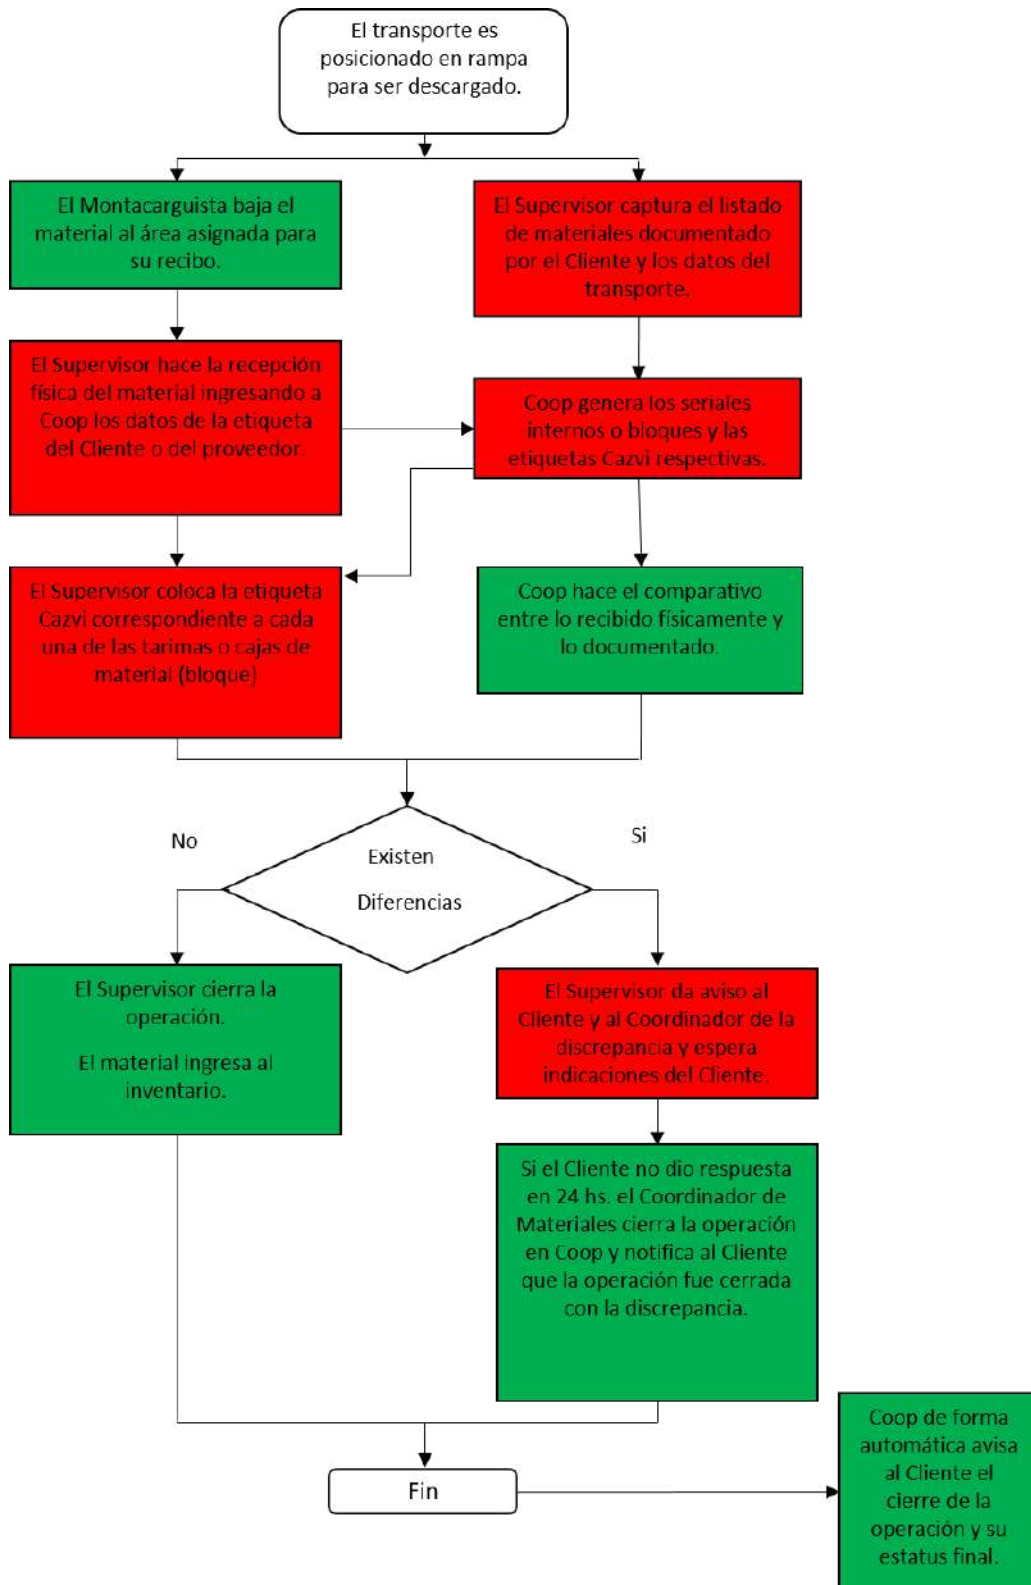 El transporte es
posicionado en rampa
para ser descargado.
El Montacarguista baja el
material al área asignada para
su recibo.
El Supervisor captura el listado
de materiales documentado
por el Cliente y los datos del
transporte.
El Supervisor hace la recepción
física del material ingresando a
Coop los datos de la etiqueta
del Cliente o del proveedor.
Coop genera los seriales
internos o bloques y las
etiquetas Cazvi respectivas.
El Supervisor coloca la etiqueta
Cazvi correspondiente a cada
una de las tarimas o cajas de
material (bloque)
Coop hace el comparativo
entre lo recibido físicamente y
lo documentado.
No
Existen
Diferencias
Si
El Supervisor cierra la
operación.
El material ingresa al
inventario.
El Supervisor da aviso al
Cliente y al Coordinador de la
discrepancia y espera
indicaciones del Cliente.
Si el Cliente no dio respuesta
en 24 hs. el Coordinador de
Materiales cierra la operación
en Coop y notifica al Cliente
que la operación fue cerrada
con la discrepancia.
Fin
Coop de forma
automática avisa
al Cliente el
cierre de la
operación y su
estatus final.